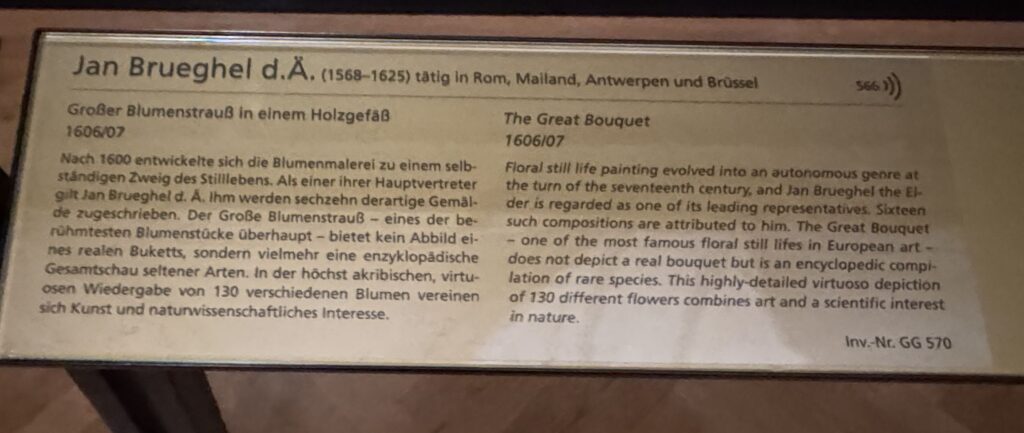 Jan Brueghel d.Ä. (1568–1625) tätig in Rom, Mailand, Antwerpen und Brüssel
566
Großer Blumenstrauß in einem Holzgefäß
1606/07
Nach 1600 entwickelte sich die Blumenmalerei zu einem selb-
ständigen Zweig des Stilllebens. Als einer ihrer Hauptvertreter
gilt Jan Brueghel d. Ä. Ihm werden sechzehn derartige Gemäl-
de zugeschrieben. Der Große Blumenstrauß – eines der be-
rühmtesten Blumenstücke überhaupt – bietet kein Abbild ei-
nes realen Buketts, sondern vielmehr eine enzyklopädische
Gesamtschau seltener Arten. In der höchst akribischen, virtu-
osen Wiedergabe von 130 verschiedenen Blumen vereinen
sich Kunst und naturwissenschaftliches Interesse.
The Great Bouquet
1606/07
Floral still life painting evolved into an autonomous genre at
the turn of the seventeenth century, and Jan Brueghel the El-
der is regarded as one of its leading representatives. Sixteen
such compositions are attributed to him. The Great Bouquet
– one of the most famous floral still lifes in European art –
does not depict a real bouquet but is an encyclopedic compi-
lation of rare species. This highly-detailed virtuoso depiction
of 130 different flowers combines art and a scientific interest
in nature.
Inv.-Nr. GG 570